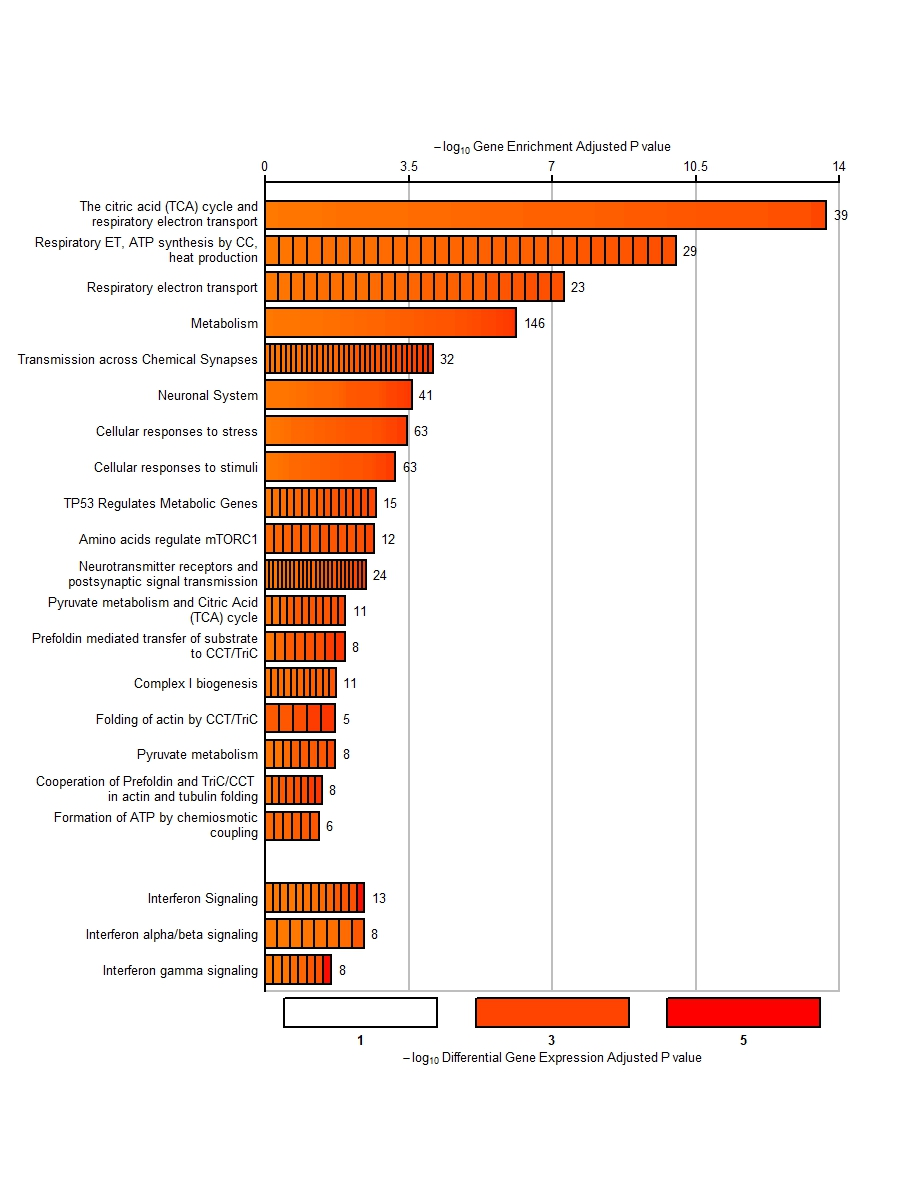 –log10 Gene Enrichment Adjusted P value
0 3.5 7 10.5 14
The citric acid (TCA) cycle and
respiratory electron transport
39
Respiratory ET, ATP synthesis by CC,
heat production
29
Respiratory electron transport 23
Metabolism 146
Transmission across Chemical Synapses 32
Neuronal System 41
Cellular responses to stress 63
Cellular responses to stimuli 63
TP53 Regulates Metabolic Genes 15
Amino acids regulate mTORC1 12
Neurotransmitter receptors and
postsynaptic signal transmission
24
Pyruvate metabolism and Citric Acid
(TCA) cycle
11
Prefoldin mediated transfer of substrate
to CCT/TriC
8
Complex I biogenesis 11
Folding of actin by CCT/TriC 5
Pyruvate metabolism 8
Cooperation of Prefoldin and TriC/CCT
in actin and tubulin folding
8
Formation of ATP by chemiosmotic
coupling
6
Interferon Signaling 13
Interferon alpha/beta signaling 8
Interferon gamma signaling 8
1 3 5
–log10 Differential Gene Expression Adjusted P value